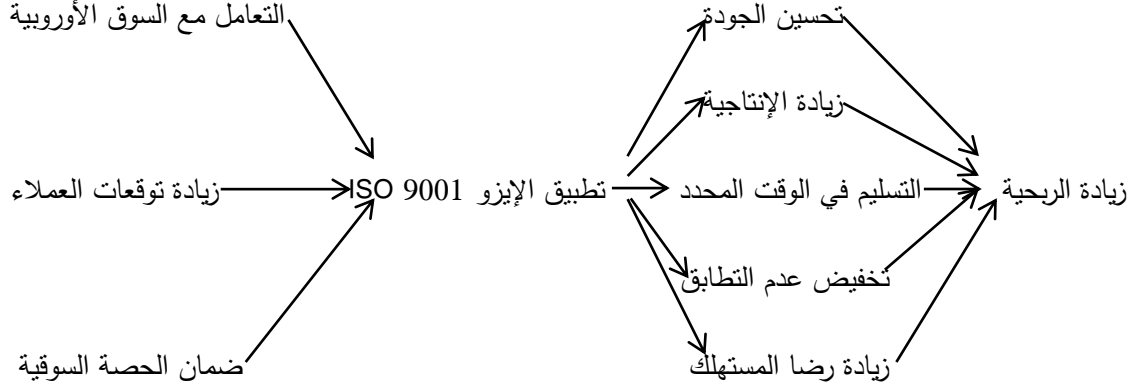 التعامل مع السوق الأوروبية
زيادة توقعات العملاء
ضمان الحصة السوقية
تطبيق الإيزو ISO 9001
تحسين الجودة
زيادة الإنتاجية
التسليم في الوقت المحدد
تخفيض عدم التطابق
زيادة رضا المستهلك
زيادة الربحية